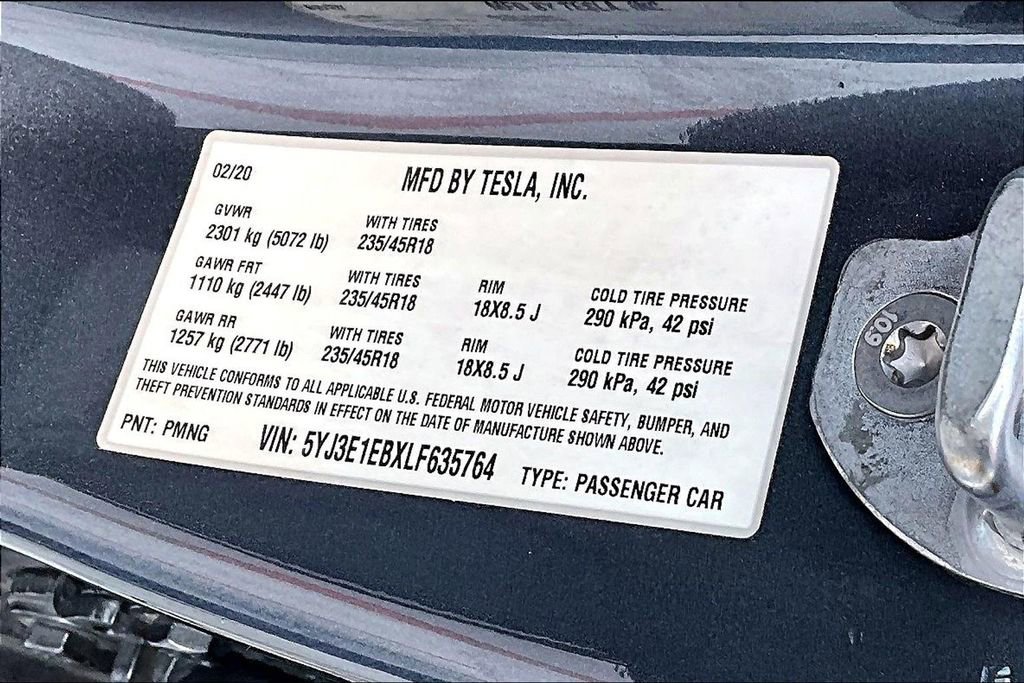 02/20 MFD BY TESLA, INC.
GVWR WITH TIRES
2301 kg (5072 lb) 235/45R18
GAWR FRT WITH TIRES RIM COLD TIRE PRESSURE
1110 kg (2447 lb) 235/45R18 18X8.5 J 290 kPa, 42 psi
GAWR RR WITH TIRES RIM COLD TIRE PRESSURE
1257 kg (2771 lb) 235/45R18 18X8.5 J 290 kPa, 42 psi
THIS VEHICLE CONFORMS TO ALL APPLICABLE U.S. FEDERAL MOTOR VEHICLE SAFETY, BUMPER, AND
THEFT PREVENTION STANDARDS IN EFFECT ON THE DATE OF MANUFACTURE SHOWN ABOVE.
PNT: PMNG VIN: 5YJ3E1EBXLF635764 TYPE: PASSENGER CAR
109